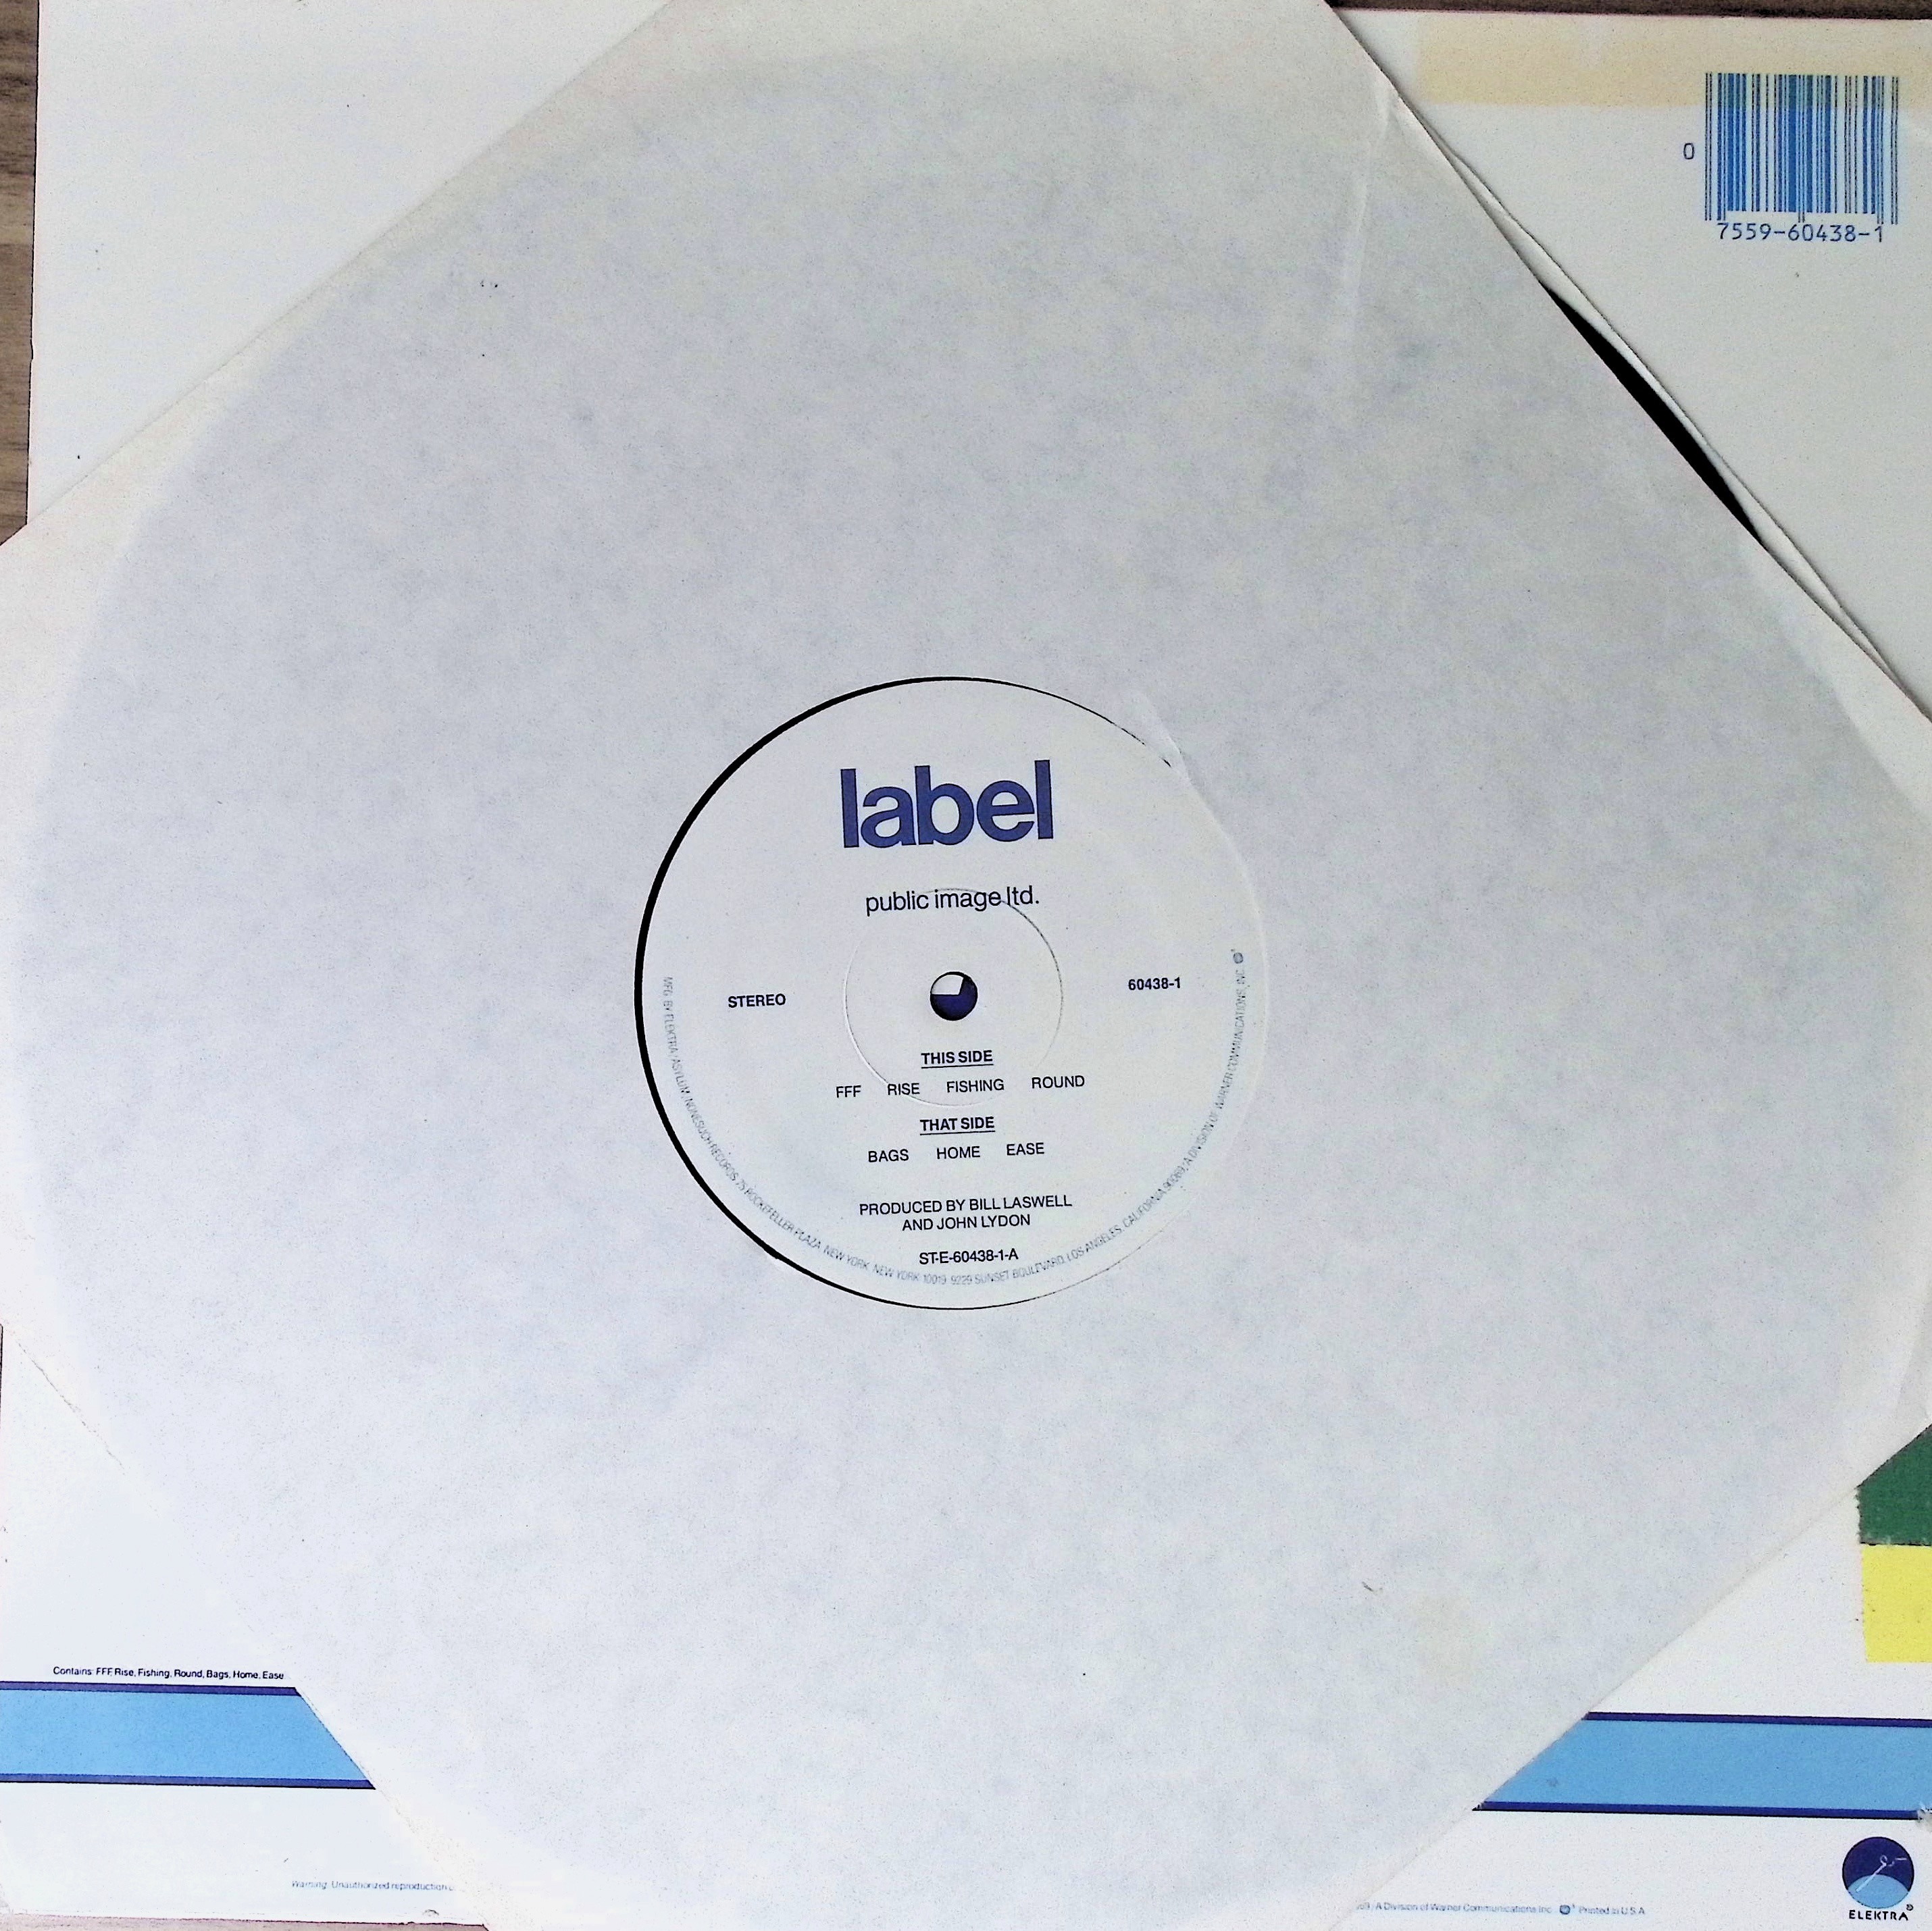 0
7559-60438-1
label
public image ltd.
STEREO
60438-1
THIS SIDE
FFF RISE FISHING ROUND
THAT SIDE
BAGS HOME EASE
PRODUCED BY BILL LASWELL
AND JOHN LYDON
ST-E-60438-1-A
MFG. BY ELEKTRA/ASYLUM/NONESUCH RECORDS, 75 ROCKEFELLER PLAZA, NEW YORK, NEW YORK 10019 9229 SUNSET BOULEVARD, LOS ANGELES, CALIFORNIA 90069, A DIVISION OF WARNER COMMUNICATIONS, INC.
Contains: FFF, Rise, Fishing, Round, Bags, Home, Ease
Warning: Unauthorized reproduction
A Division of Warner Communications Inc. Printed in U.S.A.
ELEKTRA®